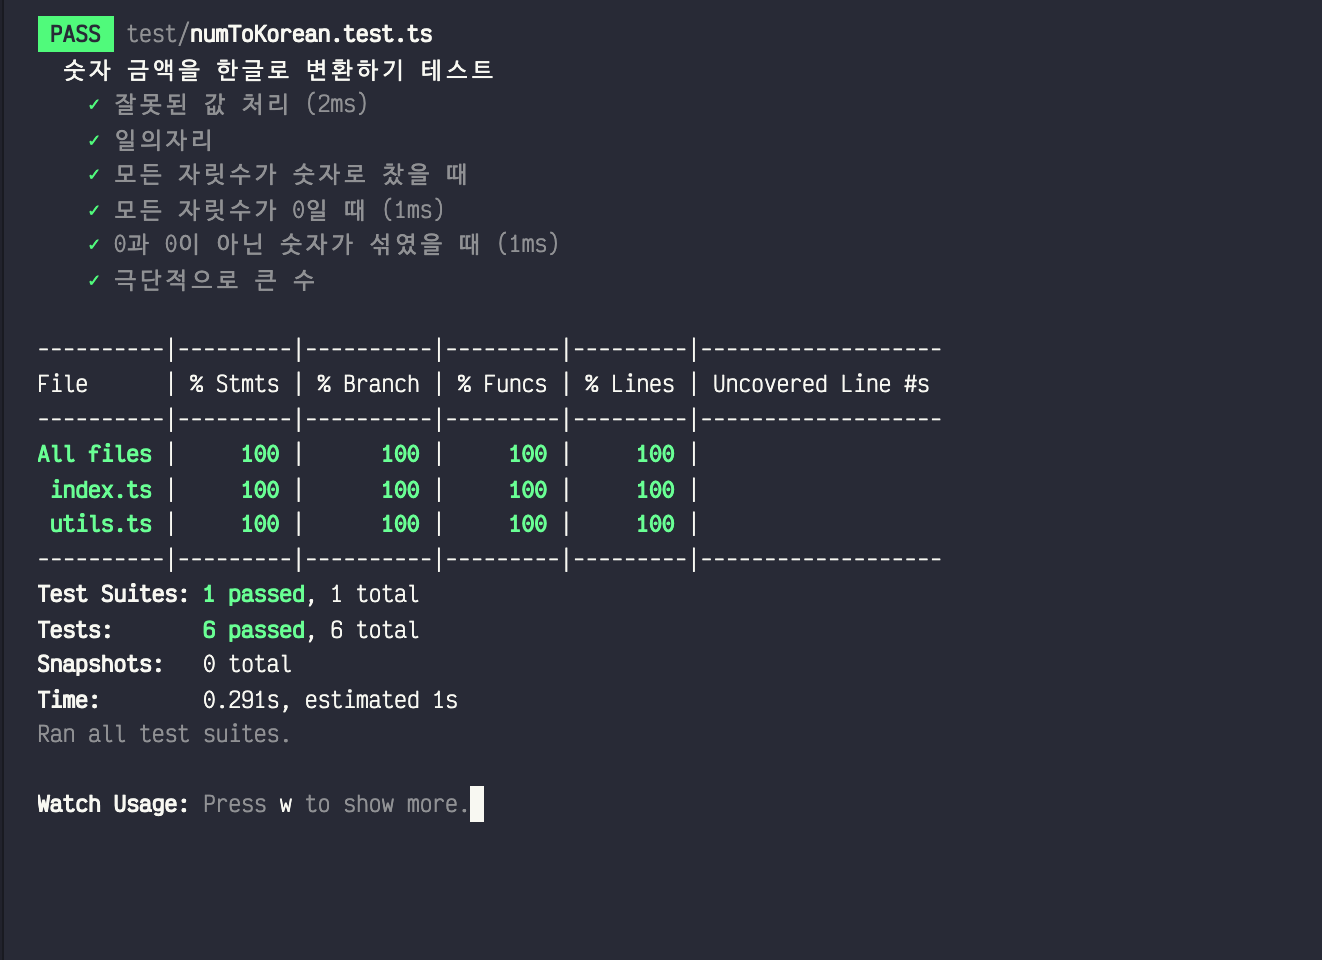 PASS test/numToKorean.test.ts
숫자 금액을 한글로 변환하기 테스트
✓ 잘못된 값 처리 (2ms)
✓ 일의자리
✓ 모든 자릿수가 숫자로 찼을 때
✓ 모든 자릿수가 0일 때 (1ms)
✓ 0과 0이 아닌 숫자가 섞였을 때 (1ms)
✓ 극단적으로 큰 수
----------|---------|----------|---------|---------|-------------------
File      | % Stmts | % Branch | % Funcs | % Lines | Uncovered Line #s
----------|---------|----------|---------|---------|-------------------
All files |     100 |      100 |     100 |     100 |
 index.ts |     100 |      100 |     100 |     100 |
 utils.ts |     100 |      100 |     100 |     100 |
----------|---------|----------|---------|---------|-------------------
Test Suites: 1 passed, 1 total
Tests:       6 passed, 6 total
Snapshots:   0 total
Time:        0.291s, estimated 1s
Ran all test suites.
Watch Usage: Press w to show more.